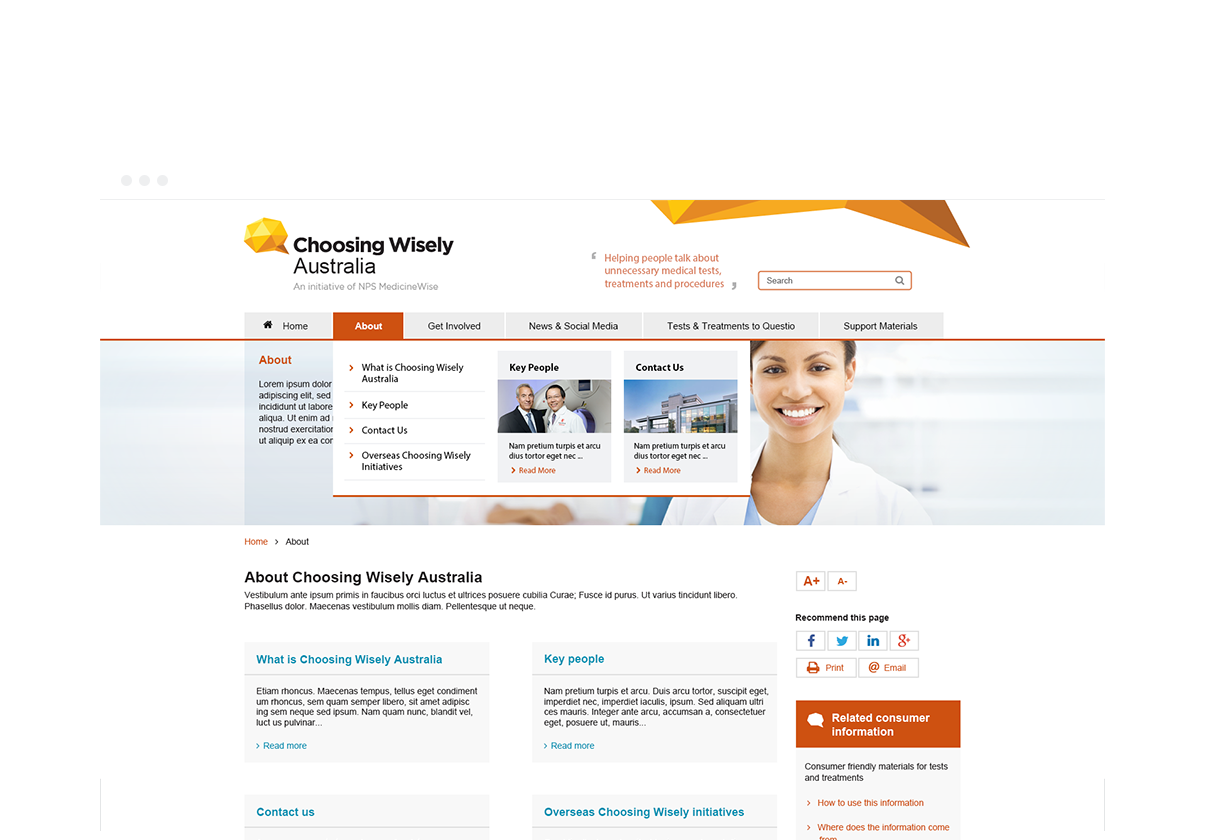 Choosing Wisely
Australia
An initiative of NPS MedicineWise
‘ Helping people talk about
unnecessary medical tests,
treatments and procedures ’
Search
Home
About
Get Involved
News & Social Media
Tests & Treatments to Questio
Support Materials
About
Lorem ipsum dolor
adipiscing elit, sed
incididunt ut labore
aliqua. Ut enim ad
nostrud exercitation
ut aliquip ex ea con
What is Choosing Wisely
Australia
Key People
Contact Us
Overseas Choosing Wisely
Initiatives
Key People
Nam pretium turpis et arcu
dius tortor eget nec ...
Read More
Contact Us
Nam pretium turpis et arcu
dius tortor eget nec ...
Read More
Home > About
About Choosing Wisely Australia
Vestibulum ante ipsum primis in faucibus orci luctus et ultrices posuere cubilia Curae; Fusce id purus. Ut varius tincidunt libero.
Phasellus dolor. Maecenas vestibulum mollis diam. Pellentesque ut neque.
What is Choosing Wisely Australia
Etiam rhoncus. Maecenas tempus, tellus eget condiment
um rhoncus, sem quam semper libero, sit amet adipisc
ing sem neque sed ipsum. Nam quam nunc, blandit vel,
luct us pulvinar...
Read more
Key people
Nam pretium turpis et arcu. Duis arcu tortor, suscipit eget,
imperdiet nec, imperdiet iaculis, ipsum. Sed aliquam ultri
ces mauris. Integer ante arcu, accumsan a, consectetuer
eget, posuere ut, mauris...
Read more
Contact us
Overseas Choosing Wisely initiatives
A+ A-
Recommend this page
Print
@ Email
Related consumer
information
Consumer friendly materials for tests
and treatments
How to use this information
Where does the information come
from